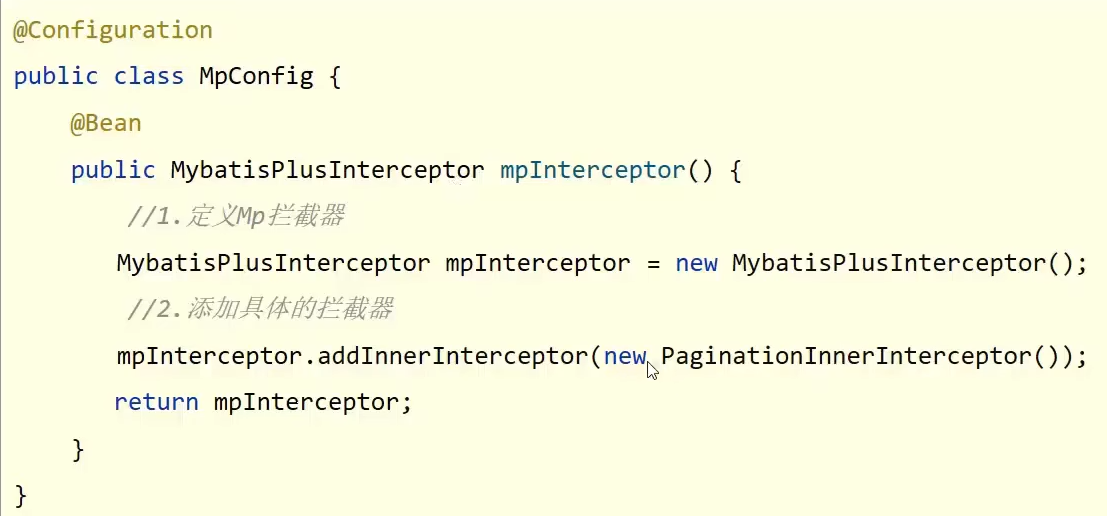 @Configuration
public class MpConfig {
@Bean
public MybatisPlusInterceptor mpInterceptor() {
//1.定义Mp拦截器
MybatisPlusInterceptor mpInterceptor = new MybatisPlusInterceptor();
//2.添加具体的拦截器
mpInterceptor.addInnerInterceptor(new PaginationInnerInterceptor());
return mpInterceptor;
}
}